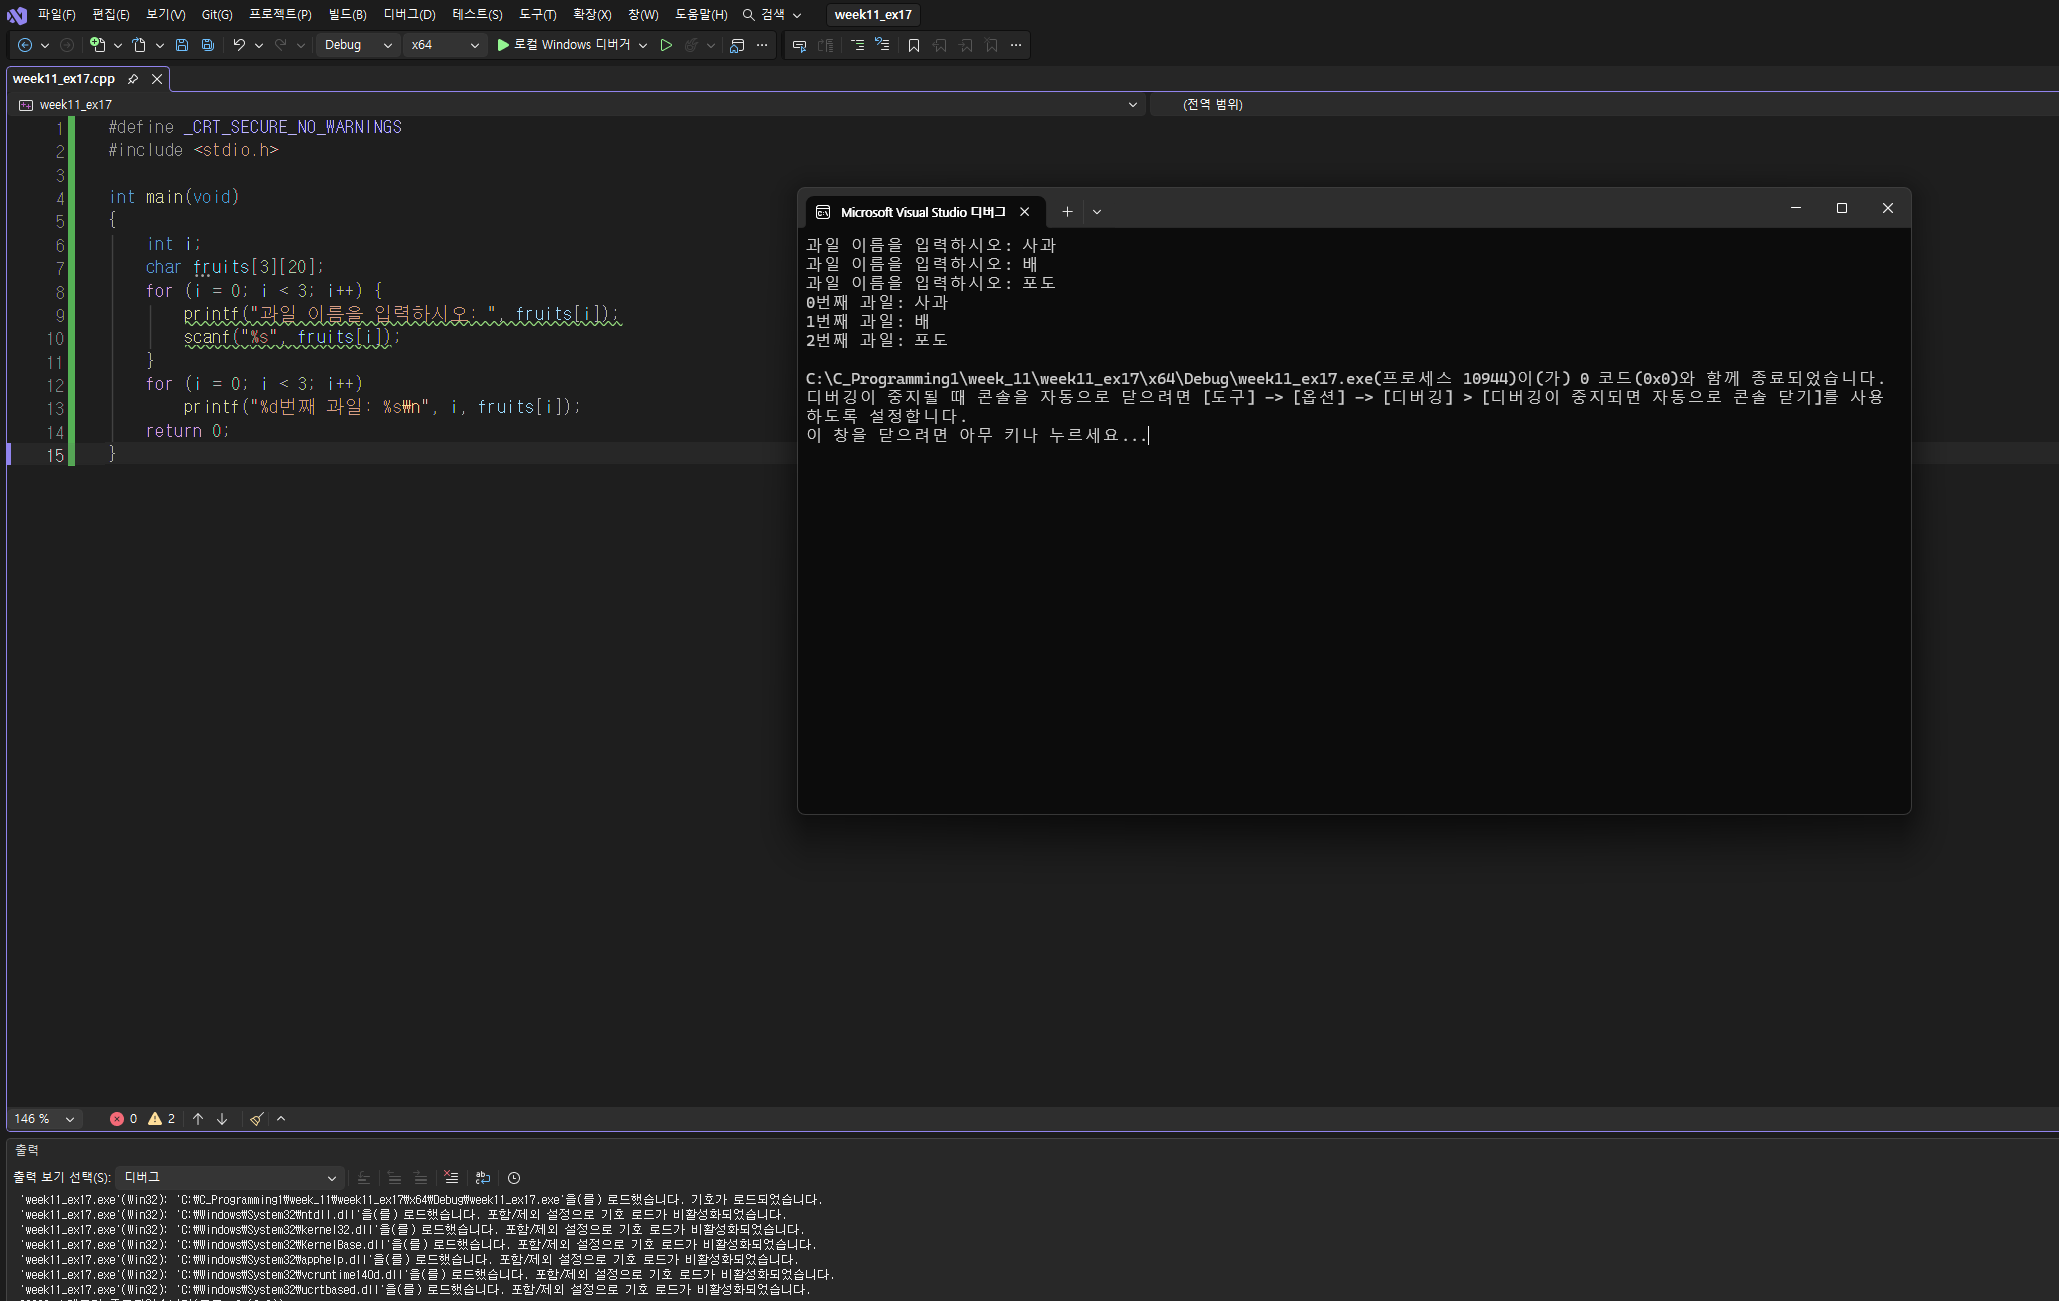 파일(F) 편집(E) 보기(V) Git(G) 프로젝트(P) 빌드(B) 디버그(D) 테스트(S) 도구(T) 확장(X) 창(W) 도움말(H) 검색 week11_ex17
Debug x64 로컬 Windows 디버거
week11_ex17.cpp
week11_ex17 (전역 범위)
1 #define _CRT_SECURE_NO_WARNINGS
2 #include <stdio.h>
3
4 int main(void)
5 {
6 int i;
7 char fruits[3][20];
8 for (i = 0; i < 3; i++) {
9 printf("과일 이름을 입력하시오: ", fruits[i]);
10 scanf("%s", fruits[i]);
11 }
12 for (i = 0; i < 3; i++)
13 printf("%d번째 과일: %s₩n", i, fruits[i]);
14 return 0;
15 }
Microsoft Visual Studio 디버그
과일 이름을 입력하시오: 사과
과일 이름을 입력하시오: 배
과일 이름을 입력하시오: 포도
0번째 과일: 사과
1번째 과일: 배
2번째 과일: 포도
C:\C_Programming1\week_11\week11_ex17\x64\Debug\week11_ex17.exe(프로세스 10944)이(가) 0 코드(0x0)와 함께 종료되었습니다.
디버깅이 중지될 때 콘솔을 자동으로 닫으려면 [도구] -> [옵션] -> [디버깅] > [디버깅이 중지되면 자동으로 콘솔 닫기]를 사용
하도록 설정합니다.
이 창을 닫으려면 아무 키나 누르세요...
146 % 0 2
출력
출력 보기 선택(S): 디버그
'week11_ex17.exe'(Win32): 'C:₩C_Programming1₩week_11₩week11_ex17₩x64₩Debug₩week11_ex17.exe'을(를) 로드했습니다. 기호가 로드되었습니다.
'week11_ex17.exe'(Win32): 'C:₩Windows₩System32₩ntdll.dll'을(를) 로드했습니다. 포함/제외 설정으로 기호 로드가 비활성화되었습니다.
'week11_ex17.exe'(Win32): 'C:₩Windows₩System32₩kernel32.dll'을(를) 로드했습니다. 포함/제외 설정으로 기호 로드가 비활성화되었습니다.
'week11_ex17.exe'(Win32): 'C:₩Windows₩System32₩KernelBase.dll'을(를) 로드했습니다. 포함/제외 설정으로 기호 로드가 비활성화되었습니다.
'week11_ex17.exe'(Win32): 'C:₩Windows₩System32₩apphelp.dll'을(를) 로드했습니다. 포함/제외 설정으로 기호 로드가 비활성화되었습니다.
'week11_ex17.exe'(Win32): 'C:₩Windows₩System32₩vcruntime140d.dll'을(를) 로드했습니다. 포함/제외 설정으로 기호 로드가 비활성화되었습니다.
'week11_ex17.exe'(Win32): 'C:₩Windows₩System32₩ucrtbased.dll'을(를) 로드했습니다. 포함/제외 설정으로 기호 로드가 비활성화되었습니다.